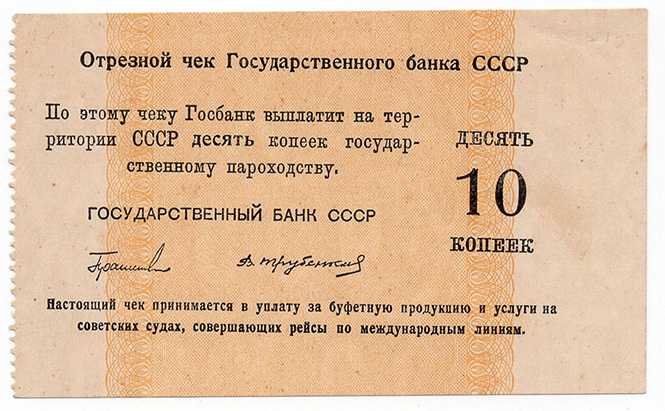 Отрезной чек Государственного банка СССР
По этому чеку Госбанк выплатит на тер-
ритории СССР десять копеек государ-
ственному пароходству.
ДЕСЯТЬ
10
КОПЕЕК
ГОСУДАРСТВЕННЫЙ БАНК СССР
Настоящий чек принимается в уплату за буфетную продукцию и услуги на
советских судах, совершающих рейсы по международным линиям.